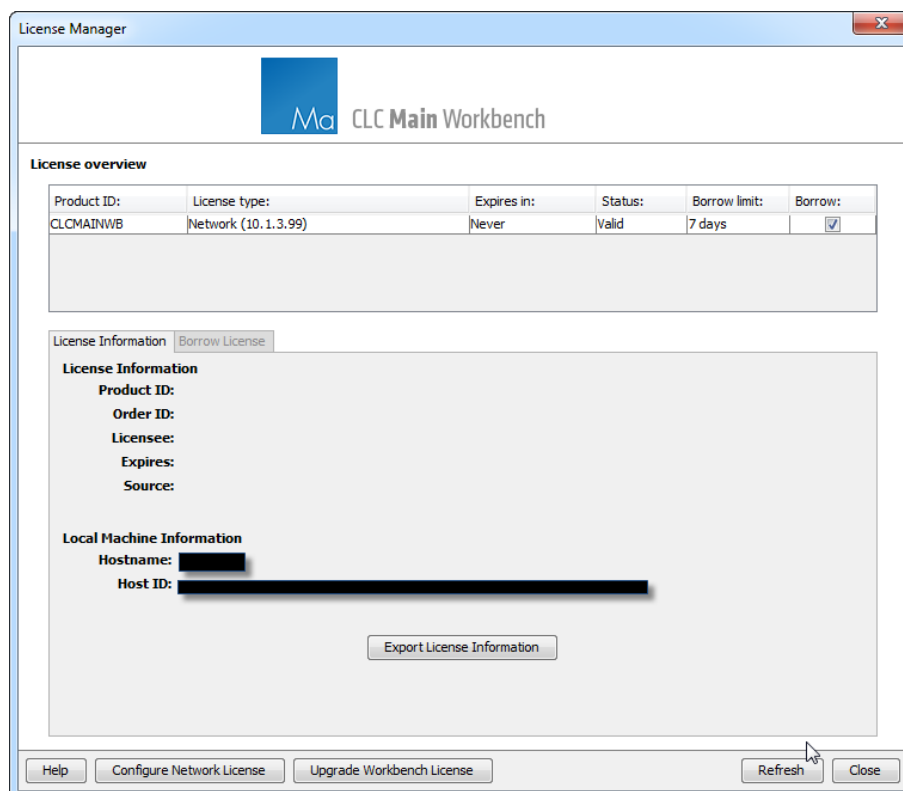 License Manager
Ma CLC Main Workbench
License overview
Product ID: License type: Expires in: Status: Borrow limit: Borrow:
CLCMAINWB Network (10.1.3.99) Never Valid 7 days
License Information Borrow License
License Information
Product ID:
Order ID:
Licensee:
Expires:
Source:
Local Machine Information
Hostname:
Host ID:
Export License Information
Help Configure Network License Upgrade Workbench License Refresh Close